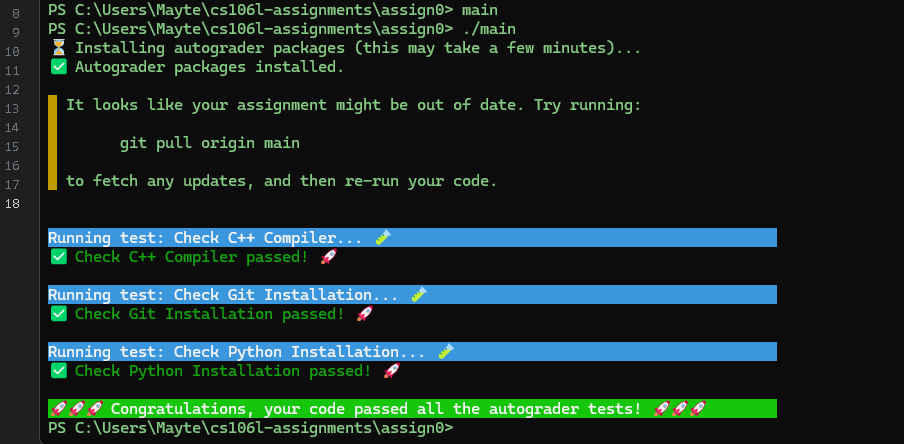 8 PS C:\Users\Mayte\cs106l-assignments\assign0> main
9 PS C:\Users\Mayte\cs106l-assignments\assign0> ./main
10 ⏳ Installing autograder packages (this may take a few minutes)...
11 ✅ Autograder packages installed.
12
13 It looks like your assignment might be out of date. Try running:
14
15 git pull origin main
16
17 to fetch any updates, and then re-run your code.
18
Running test: Check C++ Compiler... 🧪
✅ Check C++ Compiler passed! 🚀
Running test: Check Git Installation... 🧪
✅ Check Git Installation passed! 🚀
Running test: Check Python Installation... 🧪
✅ Check Python Installation passed! 🚀
🚀🚀🚀 Congratulations, your code passed all the autograder tests! 🚀🚀🚀
PS C:\Users\Mayte\cs106l-assignments\assign0>